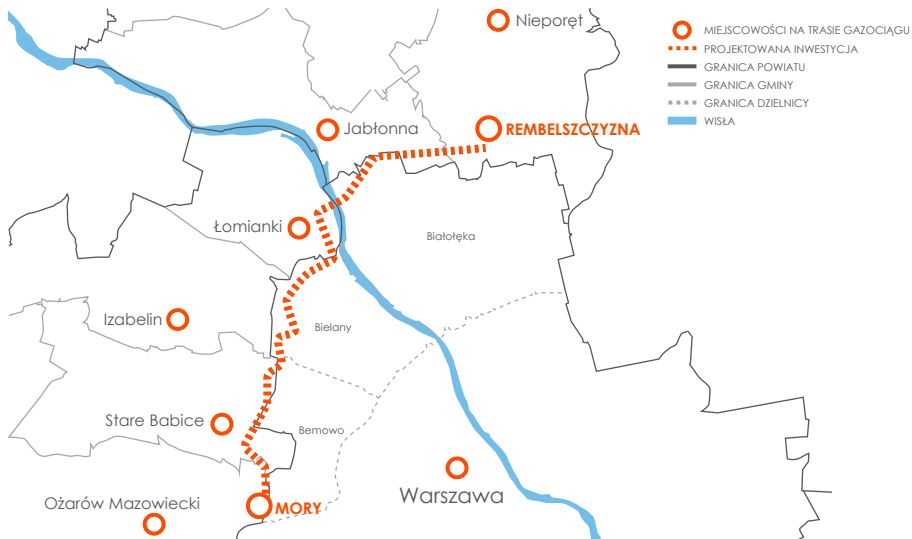 Nieporęt
MIEJSCOWOŚCI NA TRASIE GAZOCIĄGU
PROJEKTOWANA INWESTYCJA
GRANICA POWIATU
GRANICA GMINY
GRANICA DZIELNICY
WISŁA
Jabłonna
REMBELSZCZYZNA
Łomianki
Białołęka
Izabelin
Bielany
Stare Babice
Bemowo
Warszawa
Ożarów Mazowiecki
MORY